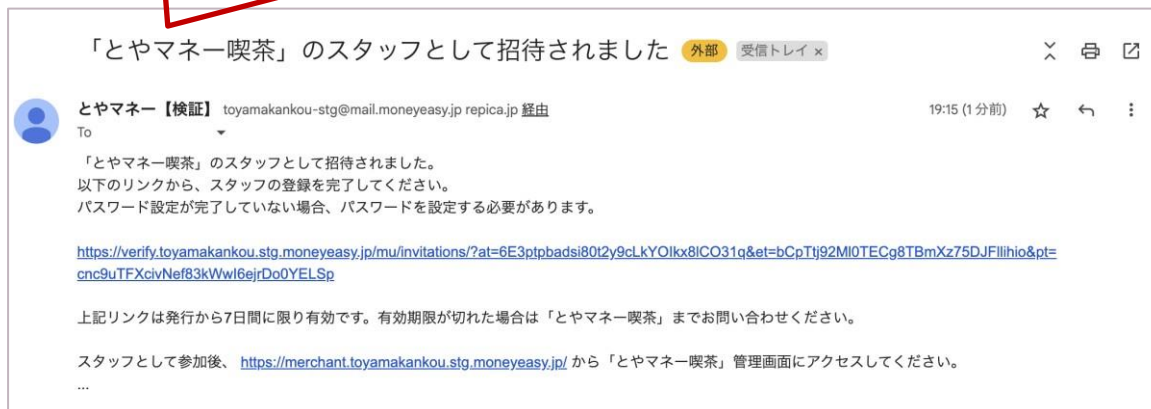 「とやマネー喫茶」のスタッフとして招待されました 外部 受信トレイ ×
とやマネー【検証】 toyamakankou-stg@mail.moneyeasy.jp repica.jp 経由 19:15 (1 分前)
To
「とやマネー喫茶」のスタッフとして招待されました。
以下のリンクから、スタッフの登録を完了してください。
パスワード設定が完了していない場合、パスワードを設定する必要があります。
https://verify.toyamakankou.stg.moneyeasy.jp/mu/invitations/?at=6E3ptpbadsi80t2y9cLkYOlkx8lCO31q&et=bCpTtj92Ml0TECg8TBmXz75DJFllihio&pt=
cnc9uTFXcivNef83kWwl6ejrDo0YELSp
上記リンクは発行から7日間に限り有効です。有効期限が切れた場合は「とやマネー喫茶」までお問い合わせください。
スタッフとして参加後、 https://merchant.toyamakankou.stg.moneyeasy.jp/ から「とやマネー喫茶」管理画面にアクセスしてください。
...